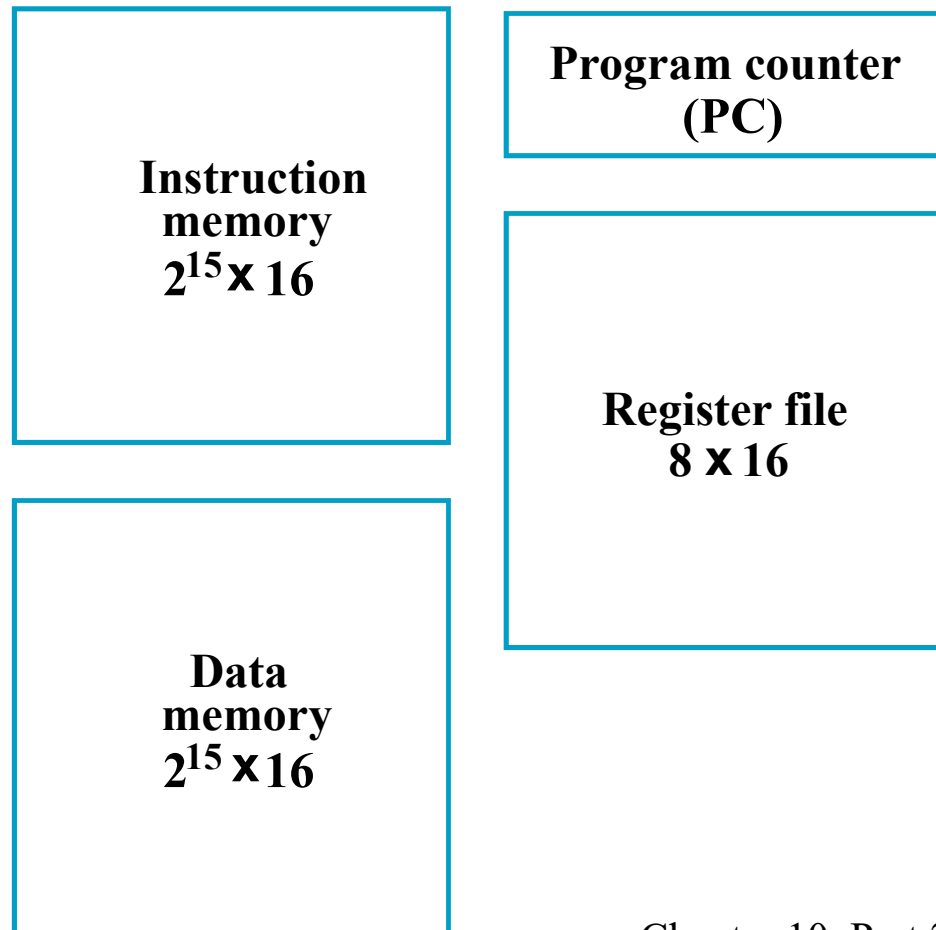 Instruction
memory
2¹⁵ x 16
Program counter
(PC)
Register file
8 x 16
Data
memory
2¹⁵ x 16